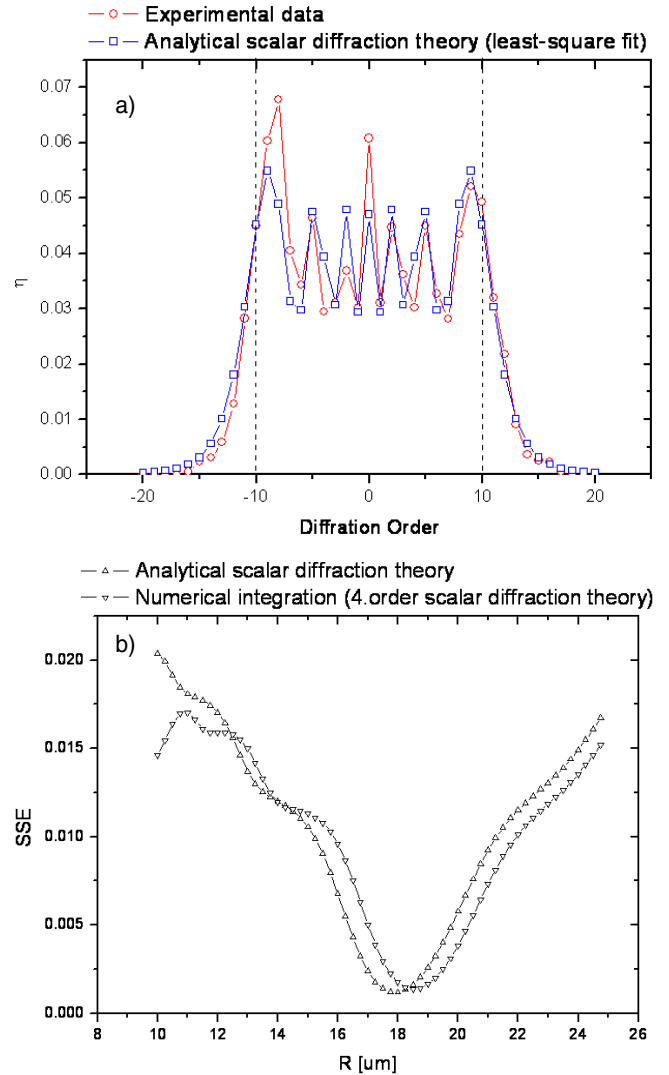 Experimental data
Analytical scalar diffraction theory (least-square fit)
a)
0.07
0.06
0.05
0.04
0.03
0.02
0.01
0.00
η
-20
-10
0
10
20
Diffration Order
Analytical scalar diffraction theory
Numerical integration (4.order scalar diffraction theory)
b)
0.020
0.015
0.010
0.005
0.000
SSE
8
10
12
14
16
18
20
22
24
26
R [um]